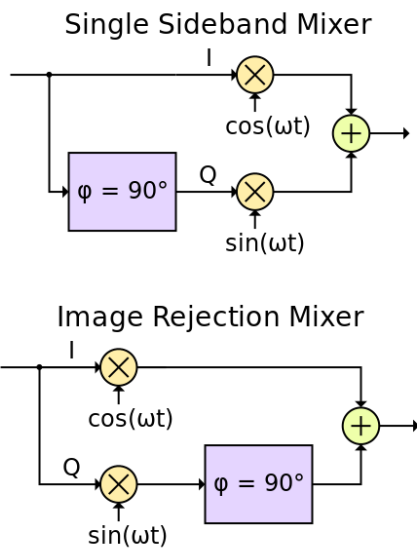 Single Sideband Mixer
I
cos(ωt)
φ = 90°
Q
sin(ωt)
Image Rejection Mixer
I
cos(ωt)
Q
φ = 90°
sin(ωt)